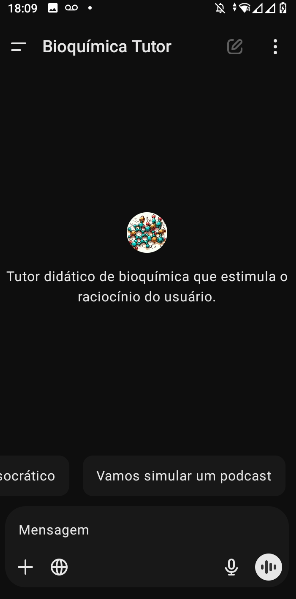 18:09
Bioquímica Tutor
Tutor didático de bioquímica que estimula o
raciocínio do usuário.
socrático
Vamos simular um podcast
Mensagem